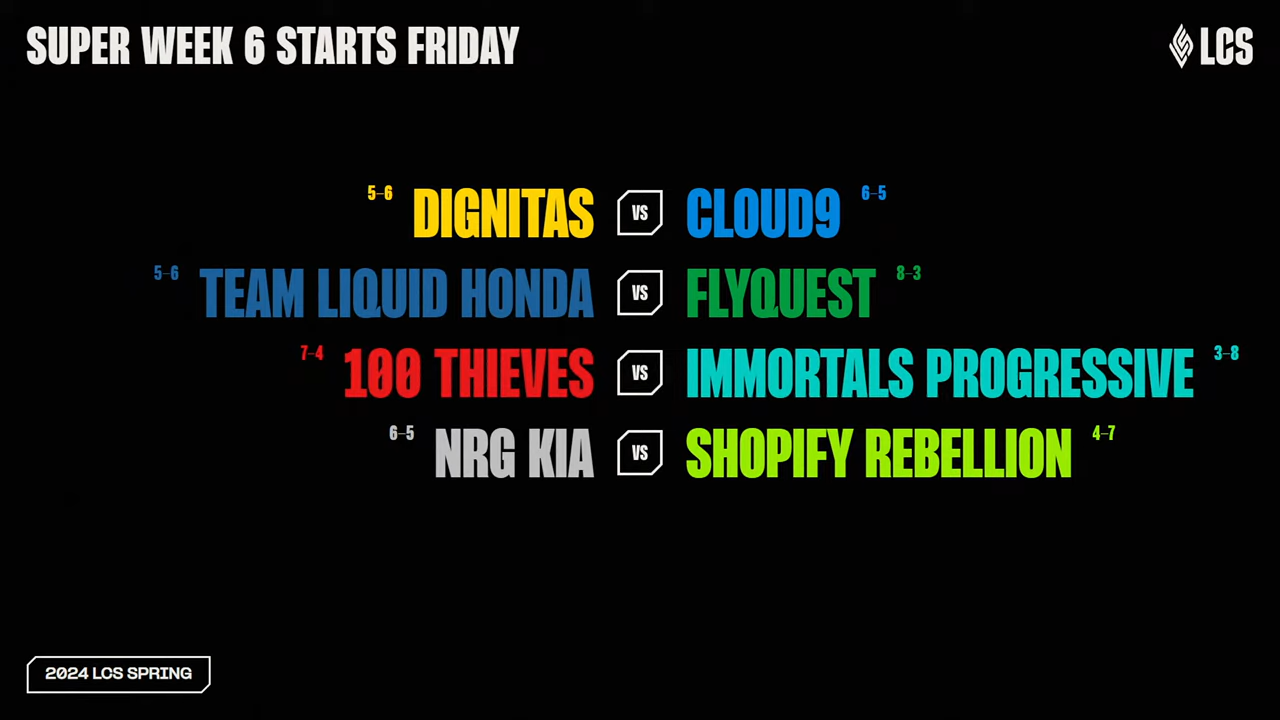 SUPER WEEK 6 STARTS FRIDAY
LCS
5–6 DIGNITAS VS CLOUD9 6–5
5–6 TEAM LIQUID HONDA VS FLYQUEST 8–3
7–4 100 THIEVES VS IMMORTALS PROGRESSIVE 3–8
6–5 NRG KIA VS SHOPIFY REBELLION 4–7
2024 LCS SPRING